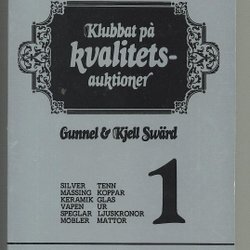 Klubbat på
kvalitets-
auktioner
Gunnel & Kjell Swärd
1
SILVER TENN
MÄSSING KOPPAR
KERAMIK GLAS
VAPEN UR
SPEGLAR LJUSKRONOR
MÖBLER MATTOR